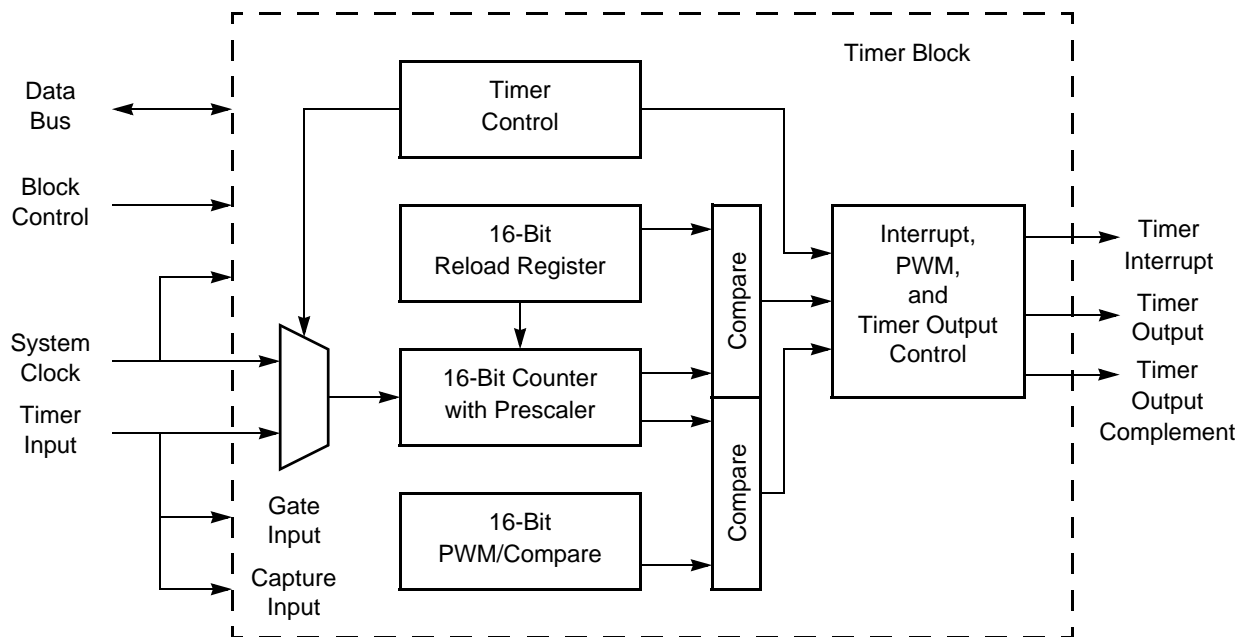 Timer Block
Data
Bus
Timer
Control
Block
Control
16-Bit
Reload Register
Compare
Interrupt,
PWM,
and
Timer Output
Control
Timer
Interrupt
Timer
Output
Timer
Output
Complement
System
Clock
16-Bit Counter
with Prescaler
Timer
Input
Compare
Gate
Input
16-Bit
PWM/Compare
Capture
Input